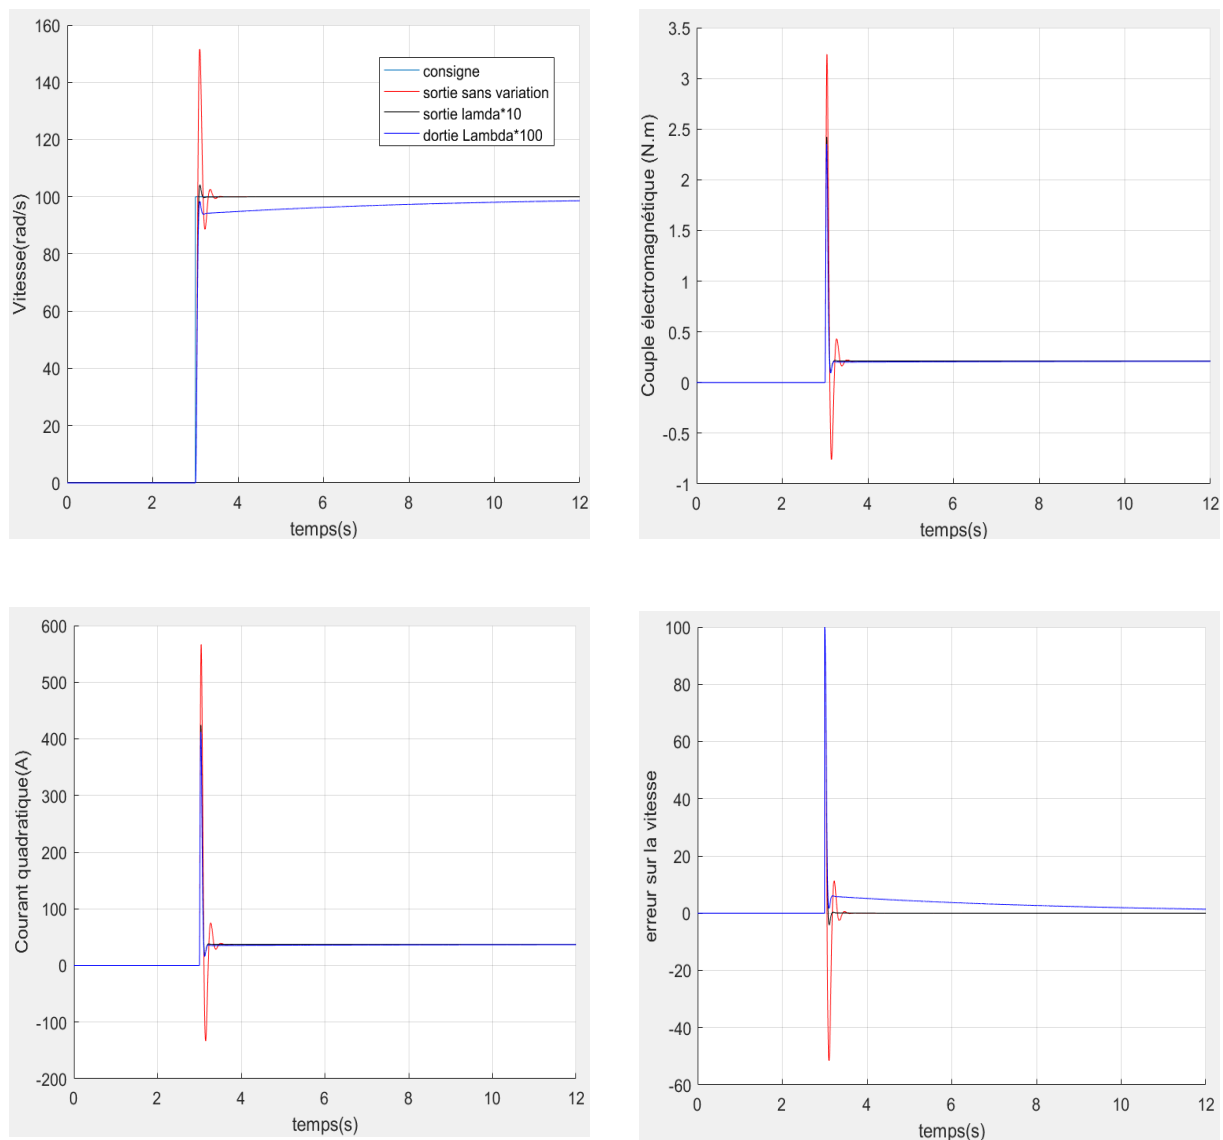 160
140
120
100
80
60
40
20
0
Vitesse(rad/s)
consigne
sortie sans variation
sortie lamda*10
dortie Lambda*100
0 2 4 6 8 10 12
temps(s)
3.5
3
2.5
2
1.5
1
0.5
0
-0.5
-1
Couple électromagnétique (N.m)
0 2 4 6 8 10 12
temps(s)
600
500
400
300
200
100
0
-100
-200
Courant quadratique(A)
0 2 4 6 8 10 12
temps(s)
100
80
60
40
20
0
-20
-40
-60
erreur sur la vitesse
0 2 4 6 8 10 12
temps(s)